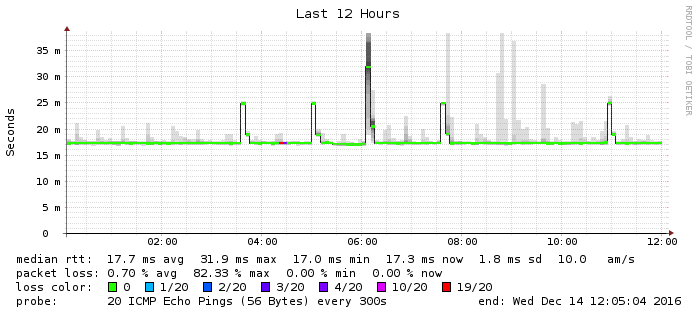 Last 12 Hours
RRDTOOL / TOBI OETIKER
Seconds
35 m
30 m
25 m
20 m
15 m
10 m
5 m
0
02:00 04:00 06:00 08:00 10:00 12:00
median rtt: 17.7 ms avg 31.9 ms max 17.0 ms min 17.3 ms now 1.8 ms sd 10.0 am/s
packet loss: 0.70 % avg 82.33 % max 0.00 % min 0.00 % now
loss color: 0 1/20 2/20 3/20 4/20 10/20 19/20
probe: 20 ICMP Echo Pings (56 Bytes) every 300s end: Wed Dec 14 12:05:04 2016